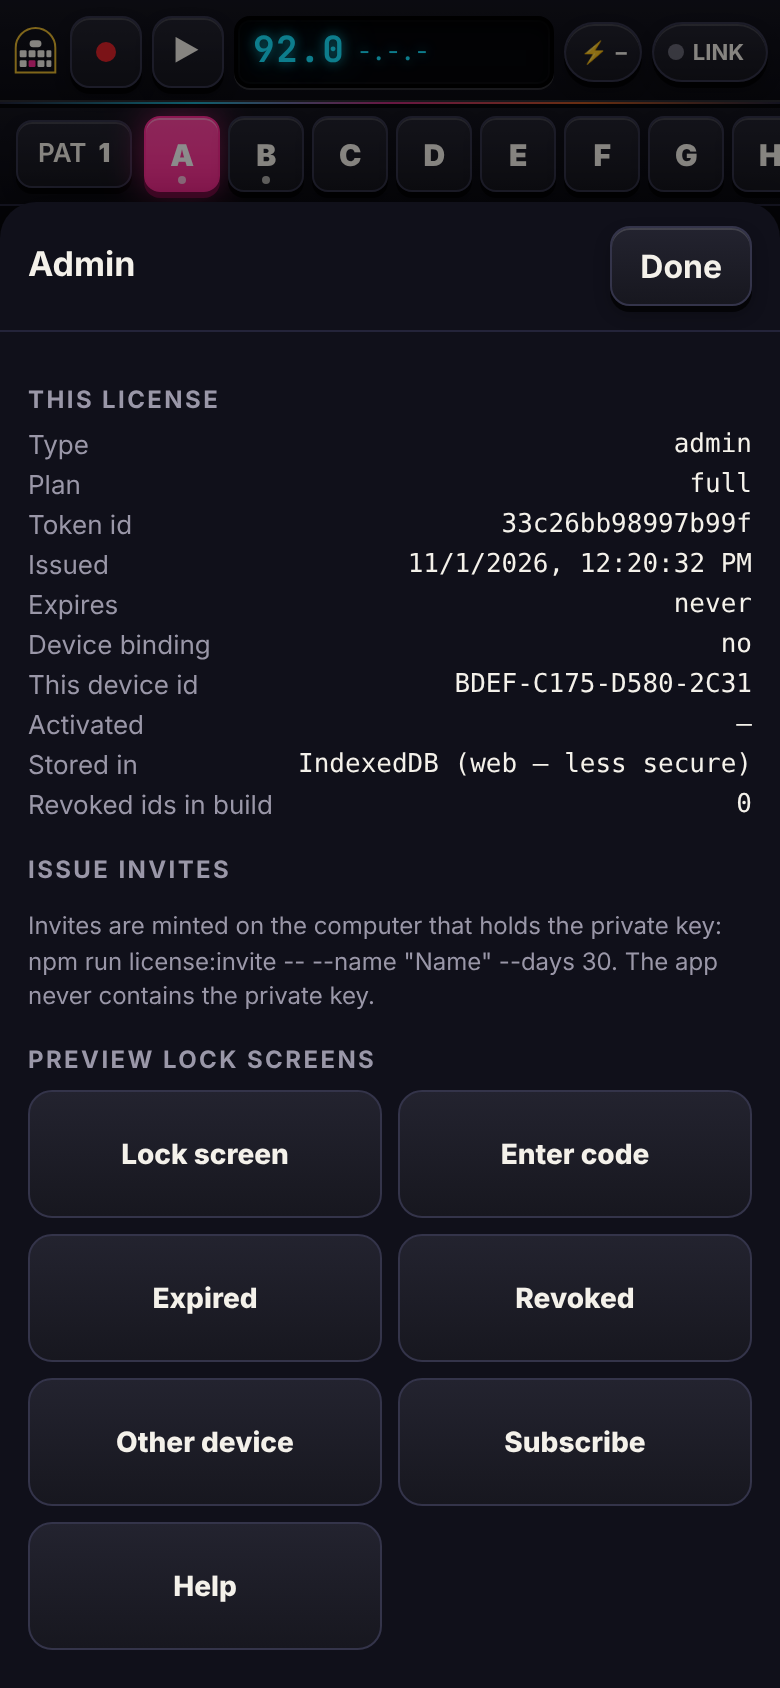 92.0 -.-.-
⚡ –
LINK
PAT 1
A
B
C
D
E
F
G
H
Admin
Done
THIS LICENSE
Type admin
Plan full
Token id 33c26bb98997b99f
Issued 11/1/2026, 12:20:32 PM
Expires never
Device binding no
This device id BDEF-C175-D580-2C31
Activated —
Stored in IndexedDB (web — less secure)
Revoked ids in build 0
ISSUE INVITES
Invites are minted on the computer that holds the private key:
npm run license:invite -- --name "Name" --days 30. The app
never contains the private key.
PREVIEW LOCK SCREENS
Lock screen
Enter code
Expired
Revoked
Other device
Subscribe
Help